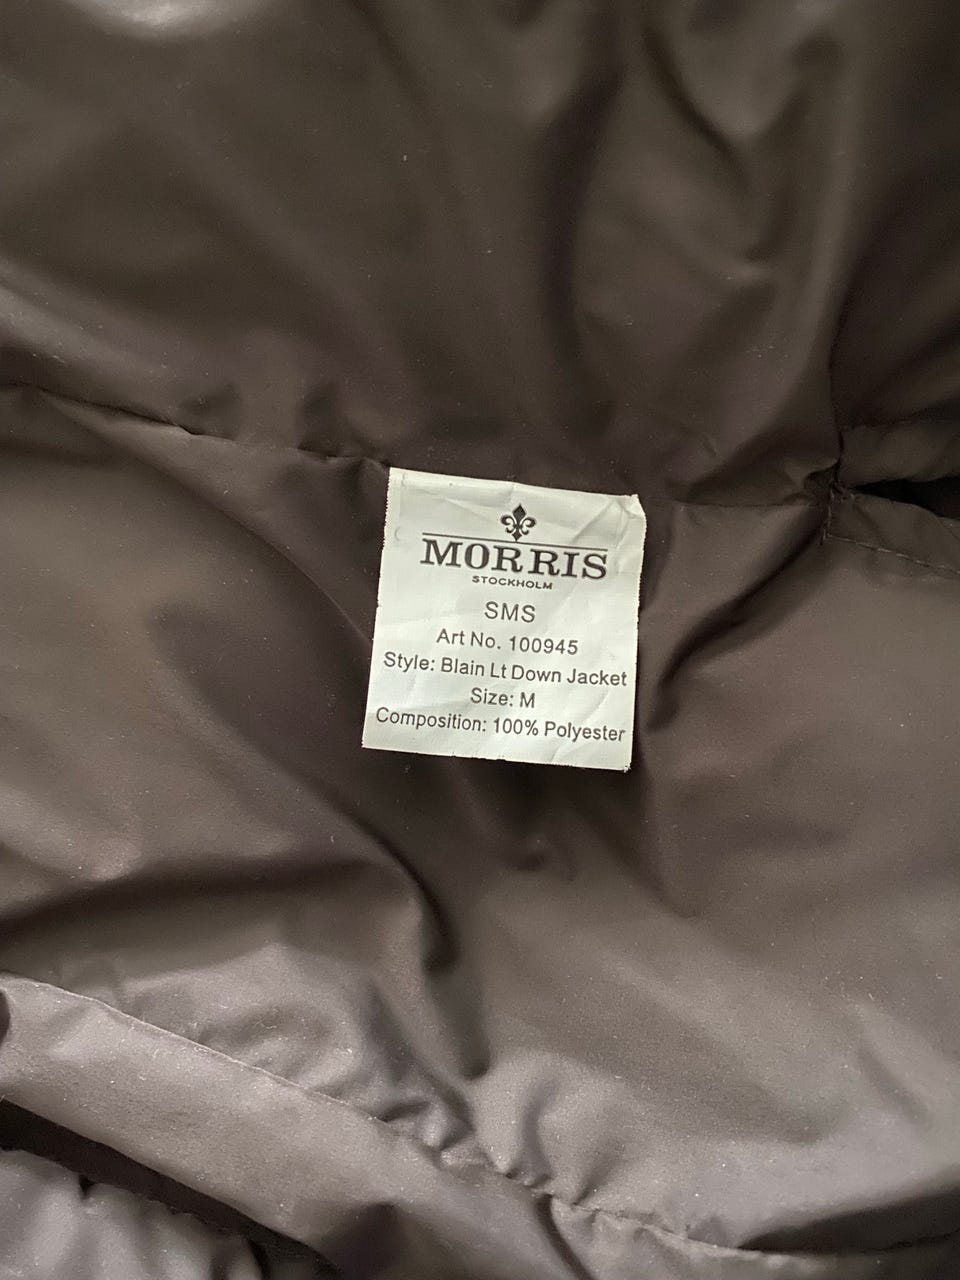 MORRIS
STOCKHOLM
SMS
Art No. 100945
Style: Blain Lt Down Jacket
Size: M
Composition: 100% Polyester